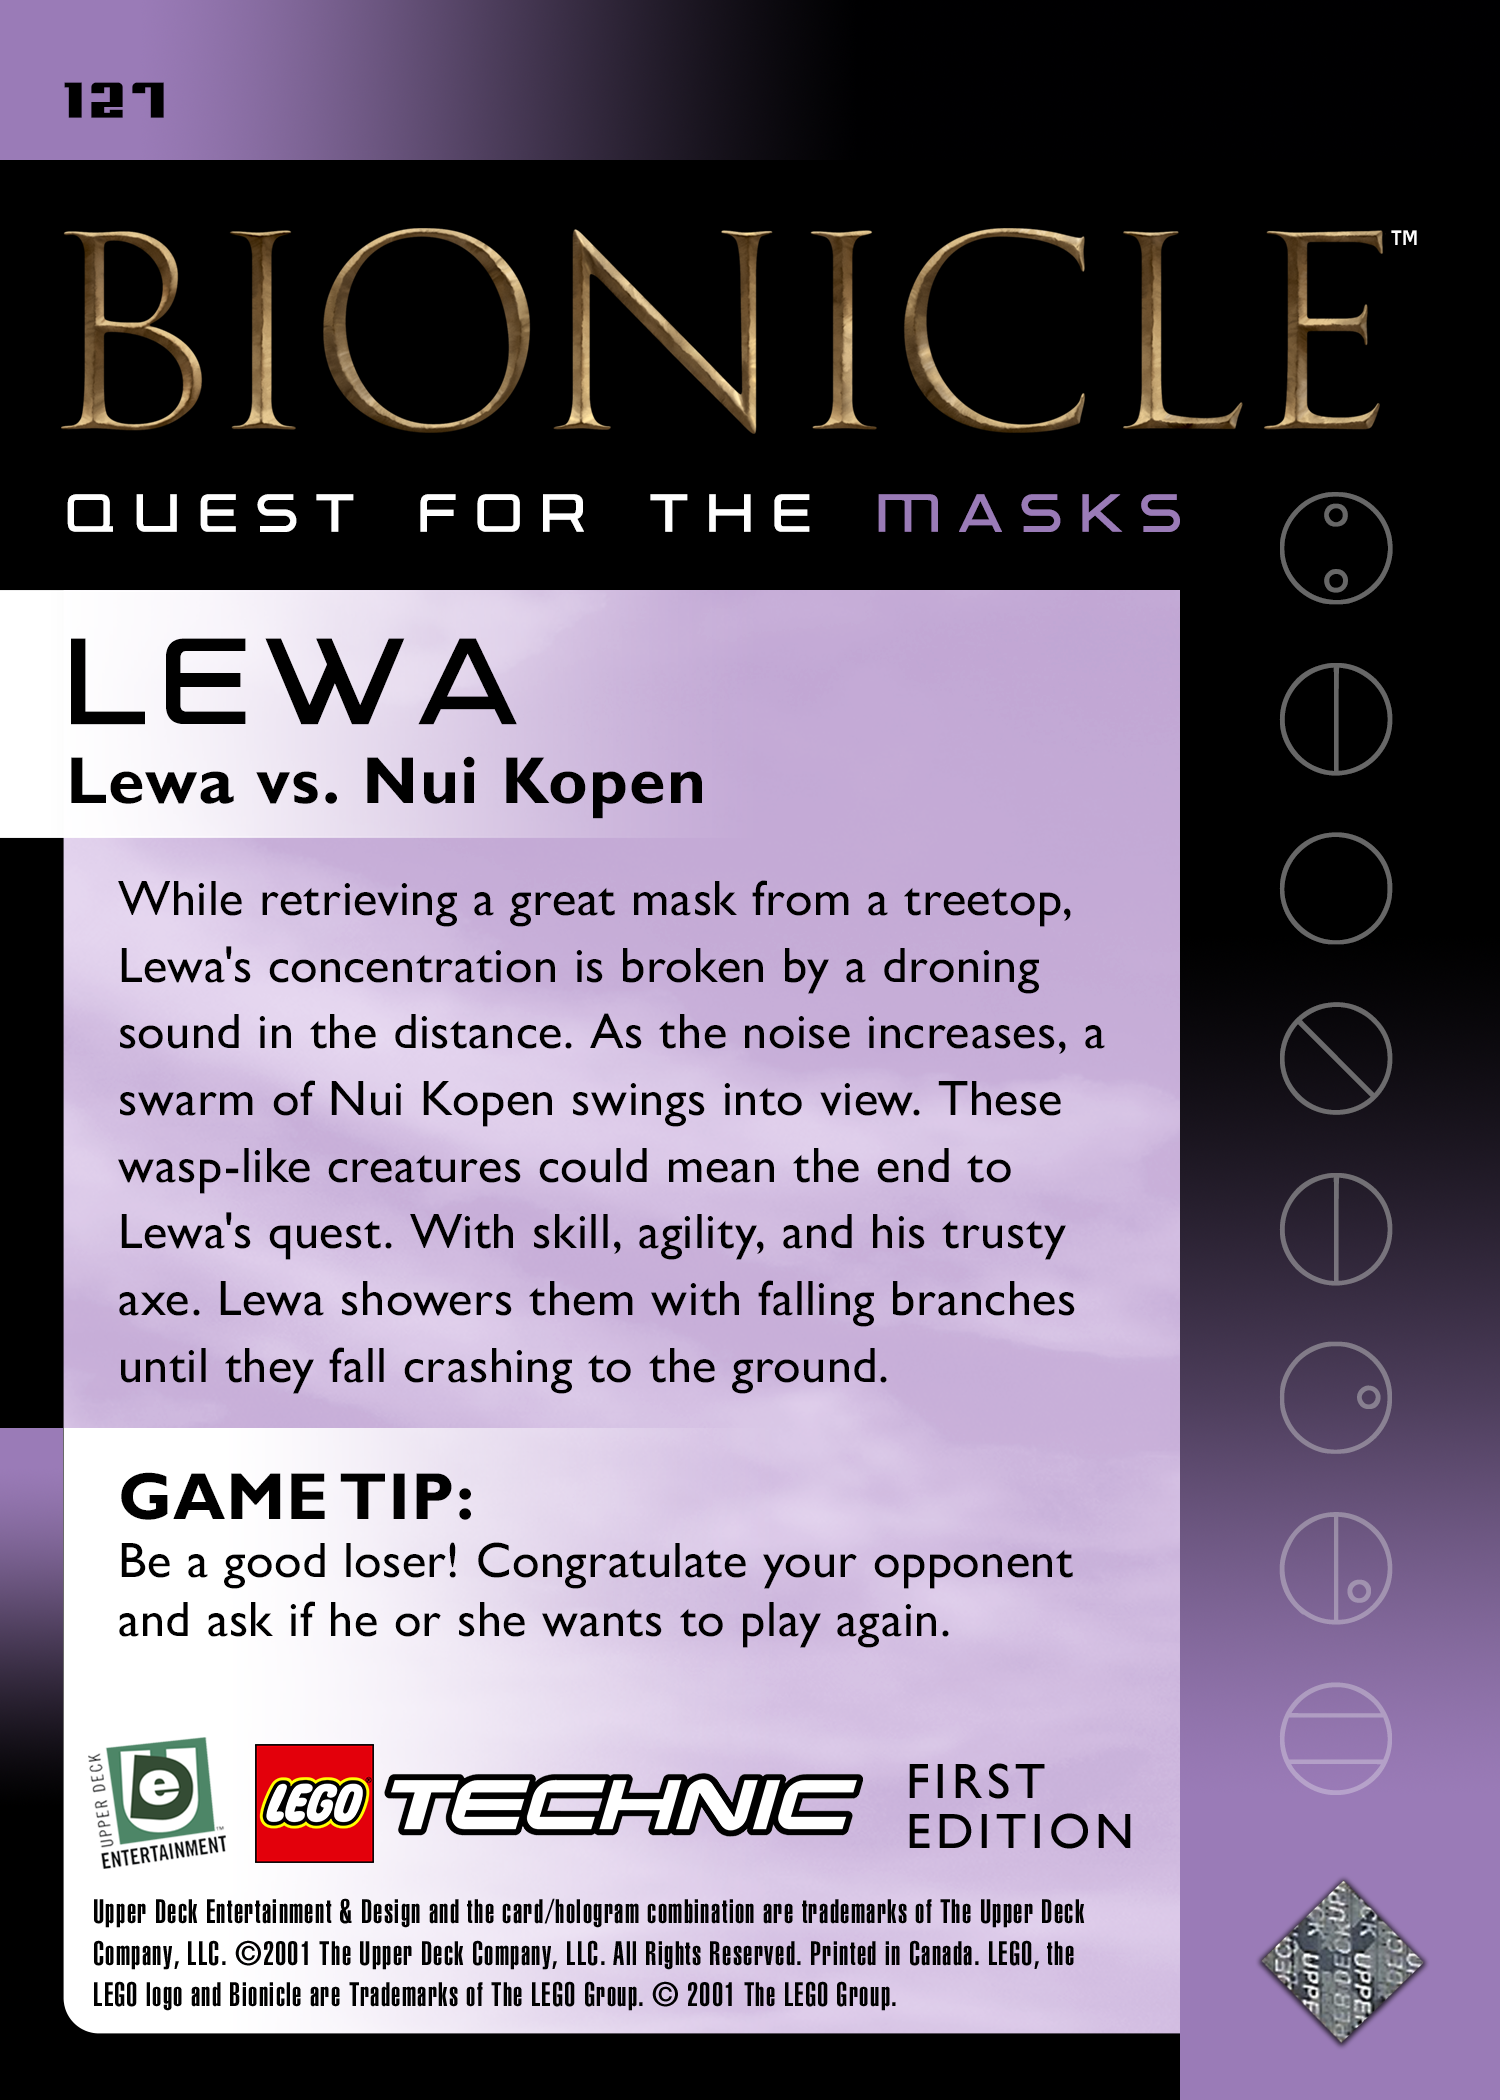 127
BIONICLE™
QUEST FOR THE MASKS
LEWA
Lewa vs. Nui Kopen
While retrieving a great mask from a treetop,
Lewa's concentration is broken by a droning
sound in the distance. As the noise increases, a
swarm of Nui Kopen swings into view. These
wasp-like creatures could mean the end to
Lewa's quest. With skill, agility, and his trusty
axe. Lewa showers them with falling branches
until they fall crashing to the ground.
GAME TIP:
Be a good loser! Congratulate your opponent
and ask if he or she wants to play again.
UPPER DECK
ENTERTAINMENT™
LEGO TECHNIC
FIRST
EDITION
Upper Deck Entertainment & Design and the card/hologram combination are trademarks of The Upper Deck
Company, LLC. ©2001 The Upper Deck Company, LLC. All Rights Reserved. Printed in Canada. LEGO, the
LEGO logo and Bionicle are Trademarks of The LEGO Group. © 2001 The LEGO Group.